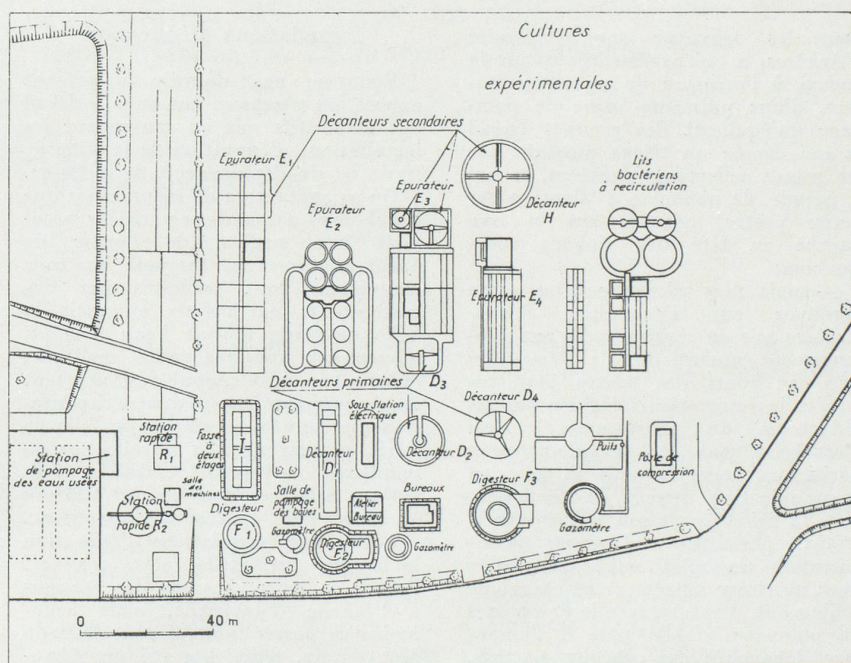 Cultures
expérimentales
Décanteurs secondaires
Epurateur E1
Epurateur
E2
Epurateur
E3
Décanteur
H
Lits
bactériens
à recirculation
Epurateur E4
Décanteurs primaires
D3
Station
rapide
R1
Fosse
à
deux
étages
I
Décanteur
D1
Sous Station
électrique
Décanteur D2
Décanteur D4
Puits
Poste de
compression
Station
de pompage
des eaux usées
Salle
des
machines
Station
rapide R2
Digesteur
F1
Salle de
pompage
des boues
Gazomètre
Atelier
Bureau
Digesteur
F2
Bureaux
Gazomètre
Digesteur F3
Gazomètre
0 40 m